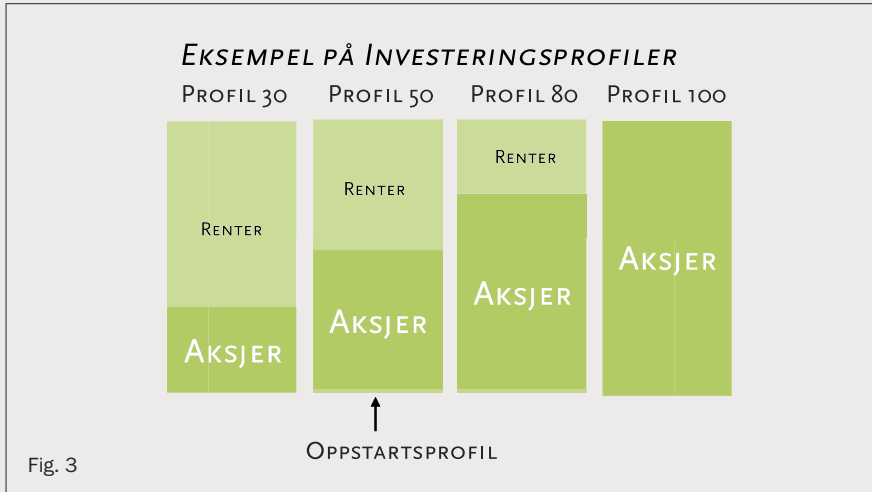 Eksempel på Investeringsprofiler
Profil 30 Profil 50 Profil 80 Profil 100
Renter Aksjer
Renter Aksjer
Renter Aksjer
Aksjer
Oppstartsprofil
Fig. 3